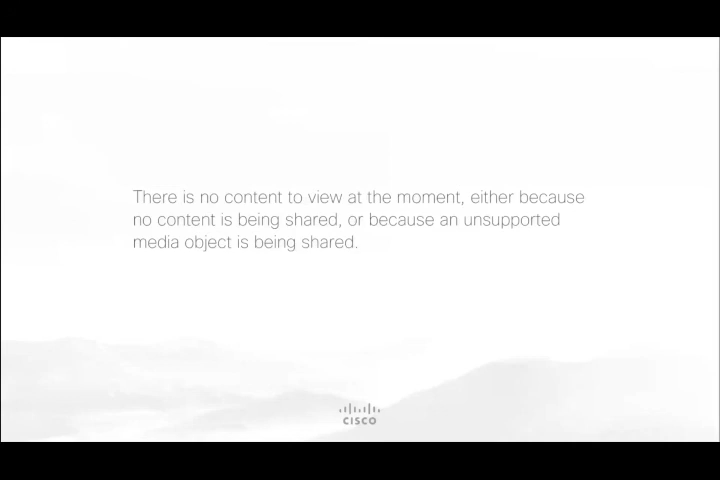 There is no content to view at the moment, either because
no content is being shared, or because an unsupported
media object is being shared.
CISCO